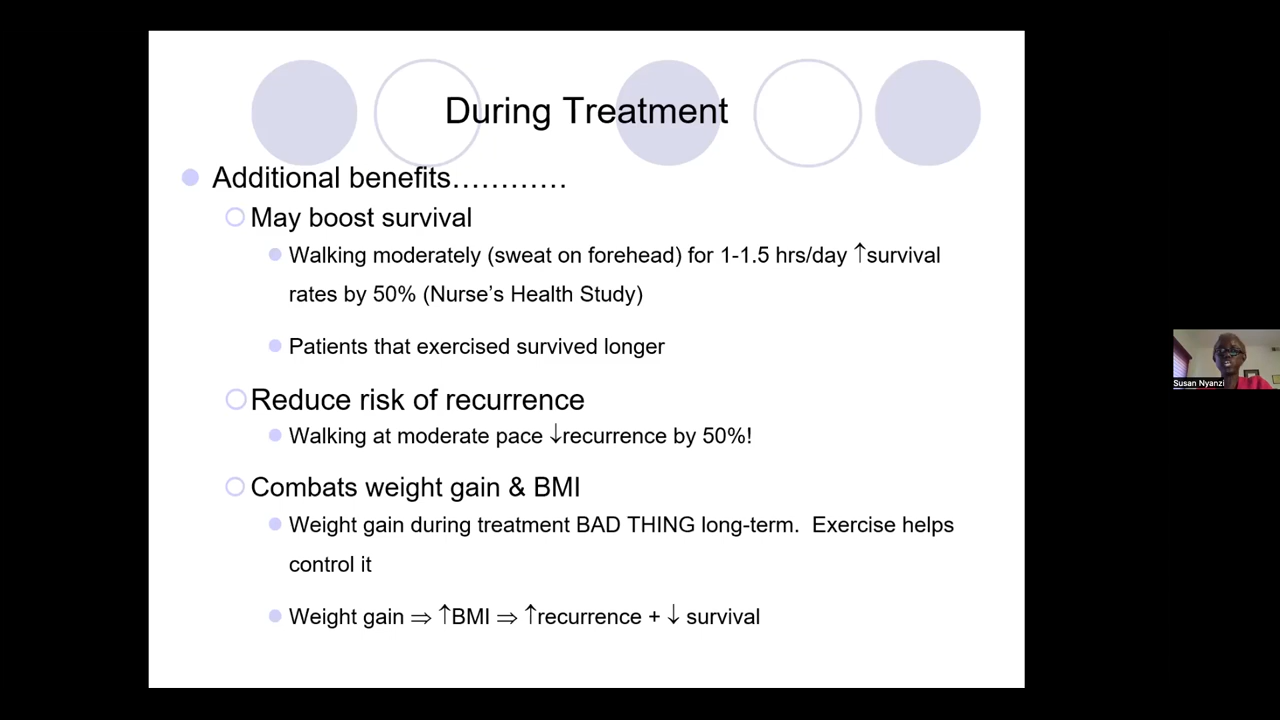 During Treatment
Additional benefits…………
May boost survival
Walking moderately (sweat on forehead) for 1-1.5 hrs/day ↑survival
rates by 50% (Nurse’s Health Study)
Patients that exercised survived longer
Reduce risk of recurrence
Walking at moderate pace ↓recurrence by 50%!
Combats weight gain & BMI
Weight gain during treatment BAD THING long-term.  Exercise helps
control it
Weight gain ⇒ ↑BMI ⇒ ↑recurrence + ↓ survival
Susan Nyanzi